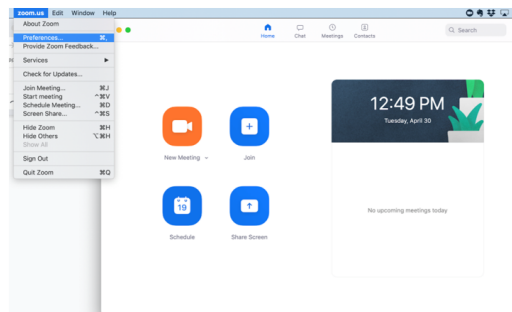 zoom.us Edit Window Help
About Zoom
Preferences... ⌘,
Provide Zoom Feedback...
Services ▶
Check for Updates...
Join Meeting... ⌘J
Start meeting ^⌘V
Schedule Meeting... ⌘D
Screen Share... ^⌘S
Hide Zoom ⌘H
Hide Others ⌥⌘H
Show All
Sign Out
Quit Zoom ⌘Q
Home Chat Meetings Contacts
Search
New Meeting
Join
19
Schedule
Share Screen
12:49 PM
Tuesday, April 30
No upcoming meetings today